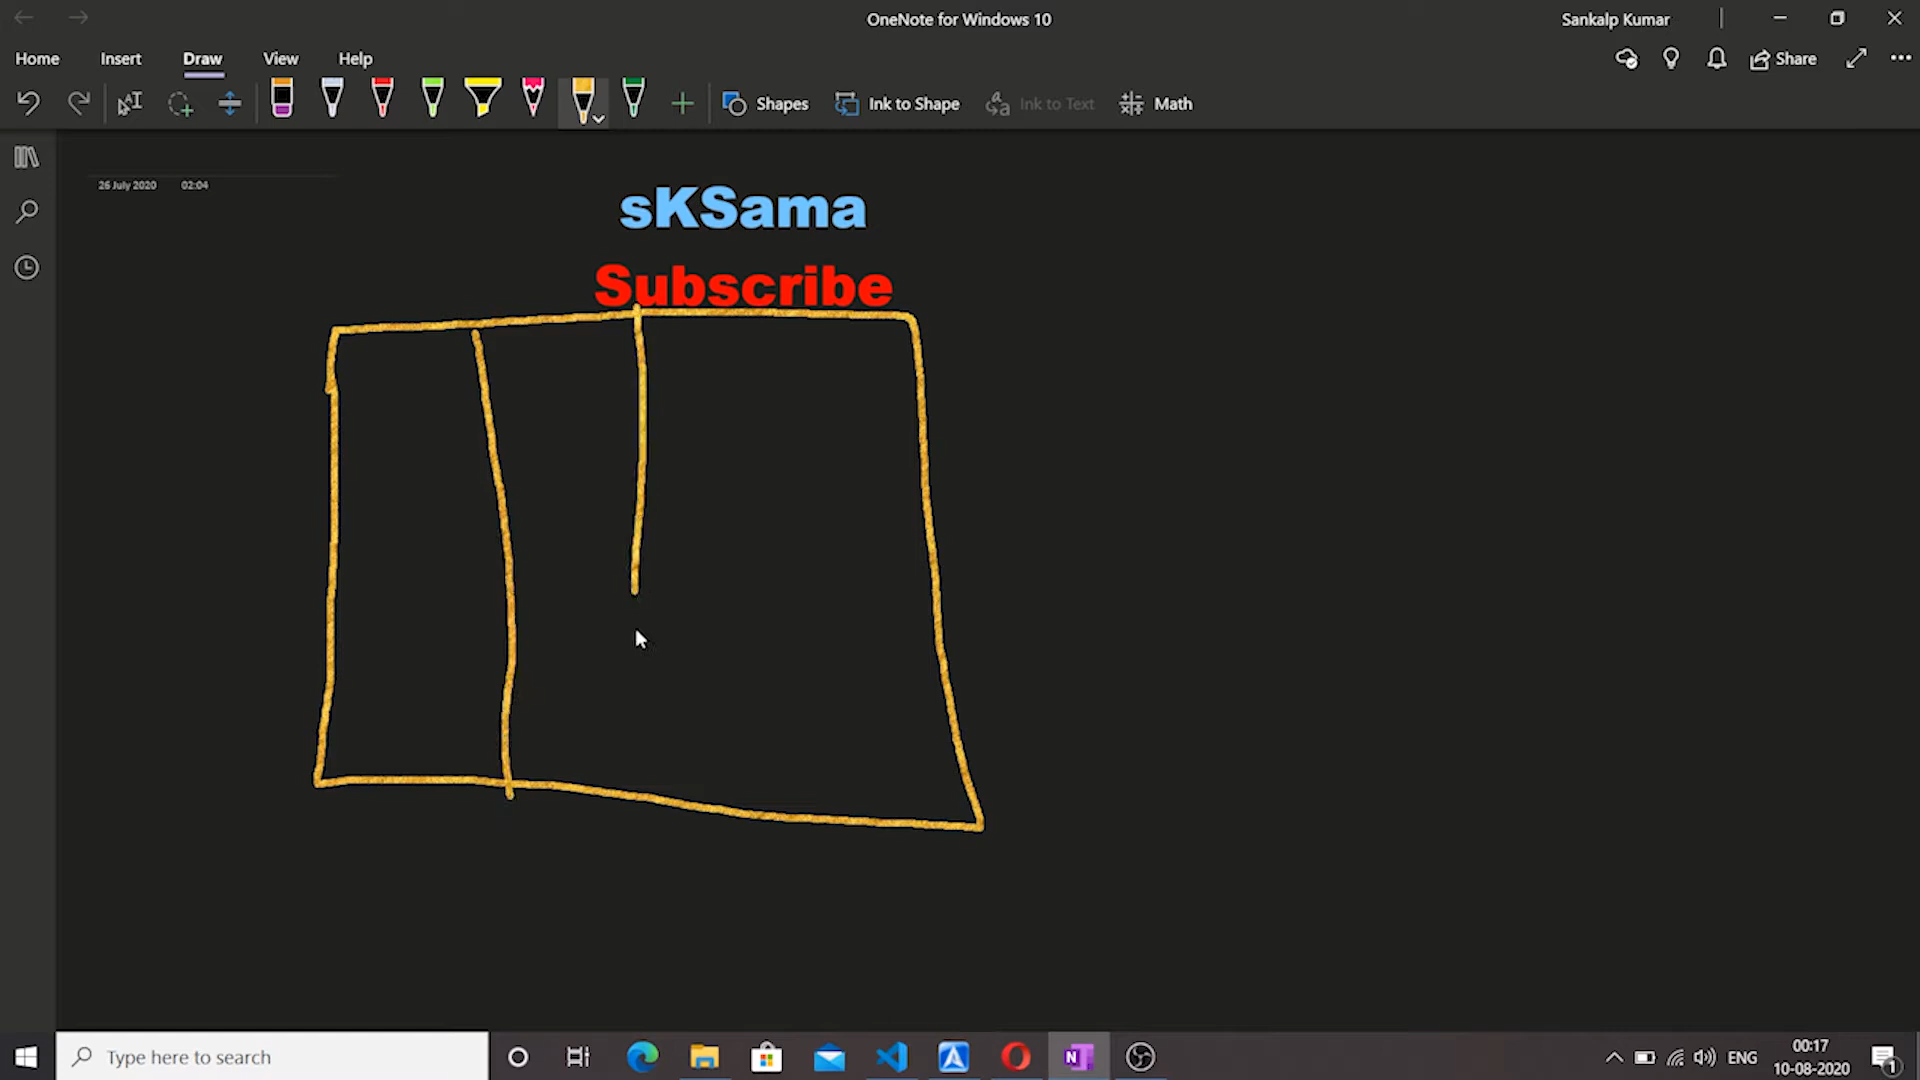 OneNote for Windows 10
Sankalp Kumar
Home Insert Draw View Help
Share
Shapes Ink to Shape Ink to Text Math
26 July 2020 02:04
sKSama
Subscribe
Type here to search
ENG
00:17
10-08-2020
1